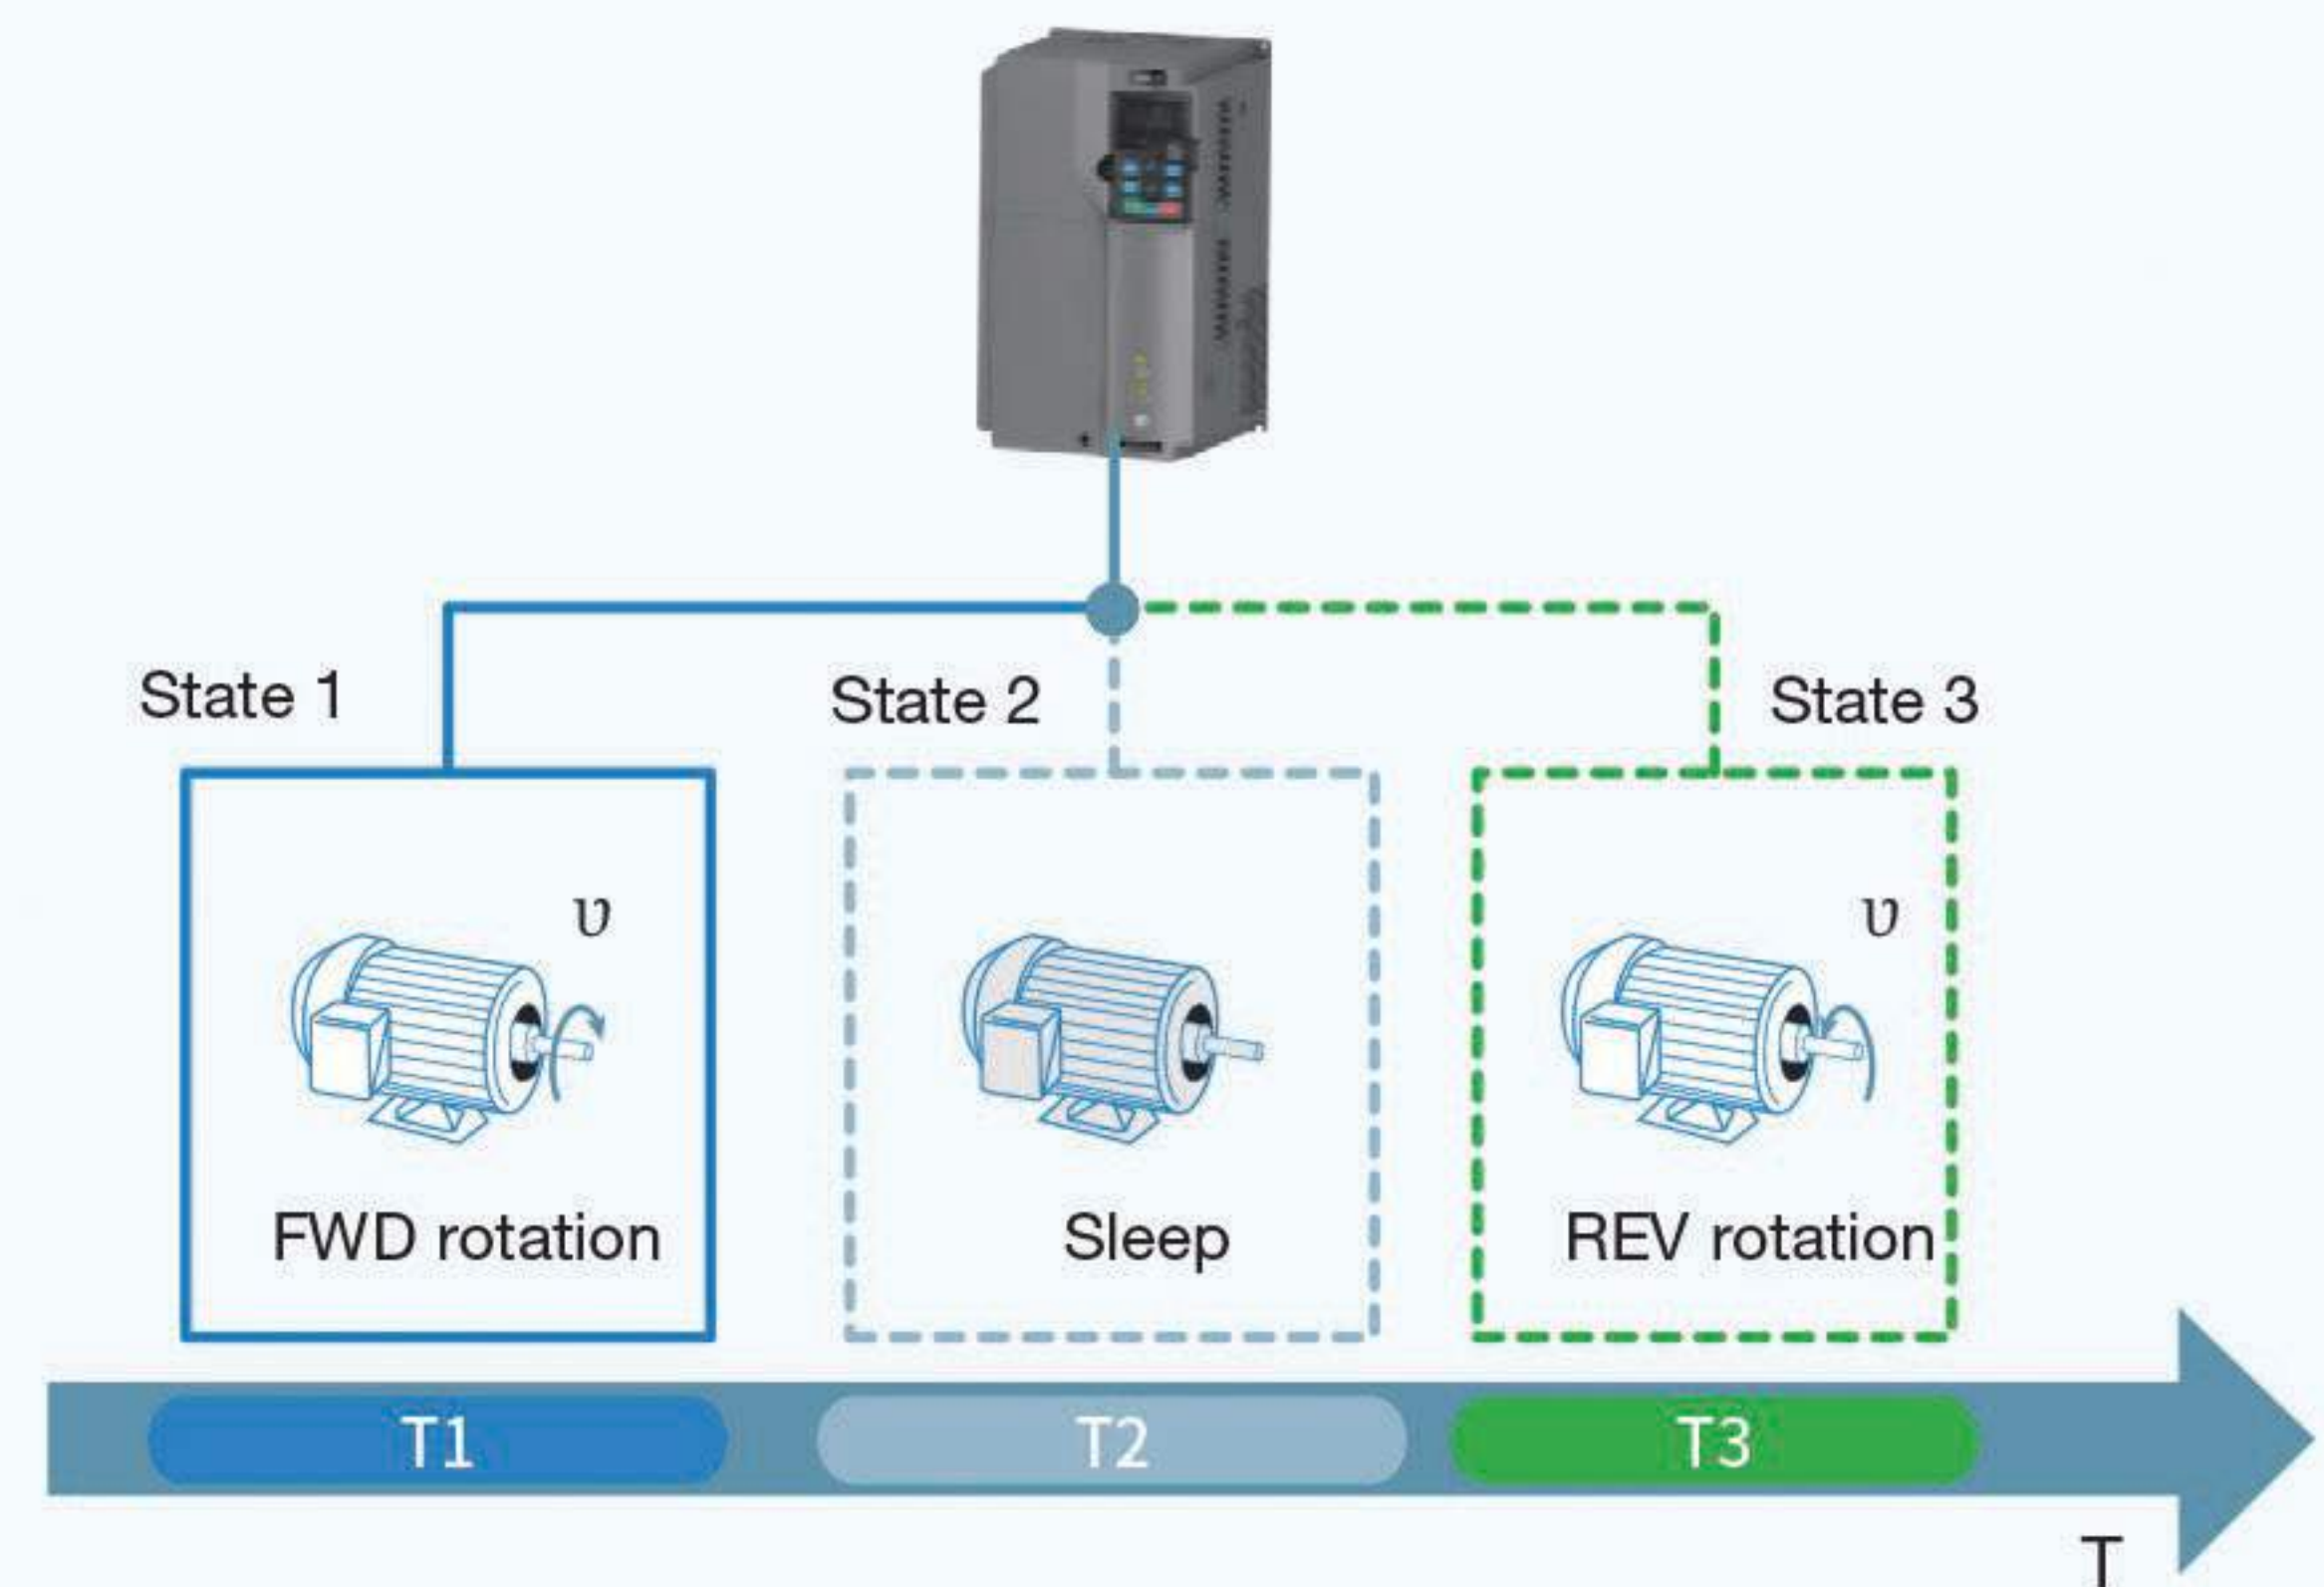 State 1
State 2
State 3
υ
υ
FWD rotation
Sleep
REV rotation
T1
T2
T3
T